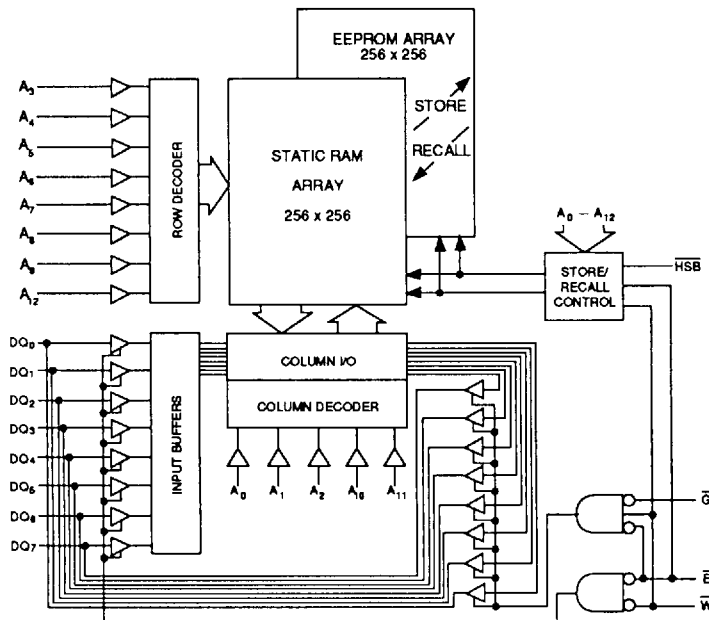 EEPROM ARRAY
256 x 256
STORE
RECALL
STATIC RAM
ARRAY
256 x 256
A3
A4
A5
A6
A7
A8
A9
A12
ROW DECODER
A0 – A12
STORE/
RECALL
CONTROL
HSB
DQ0
DQ1
DQ2
DQ3
DQ4
DQ5
DQ6
DQ7
INPUT BUFFERS
COLUMN I/O
COLUMN DECODER
A0
A1
A2
A10
A11
G
E
W